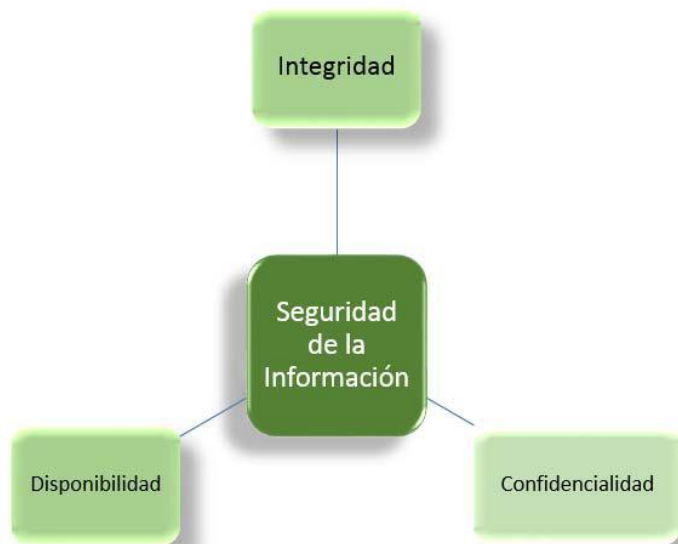 Integridad
Seguridad
de la
Información
Disponibilidad
Confidencialidad